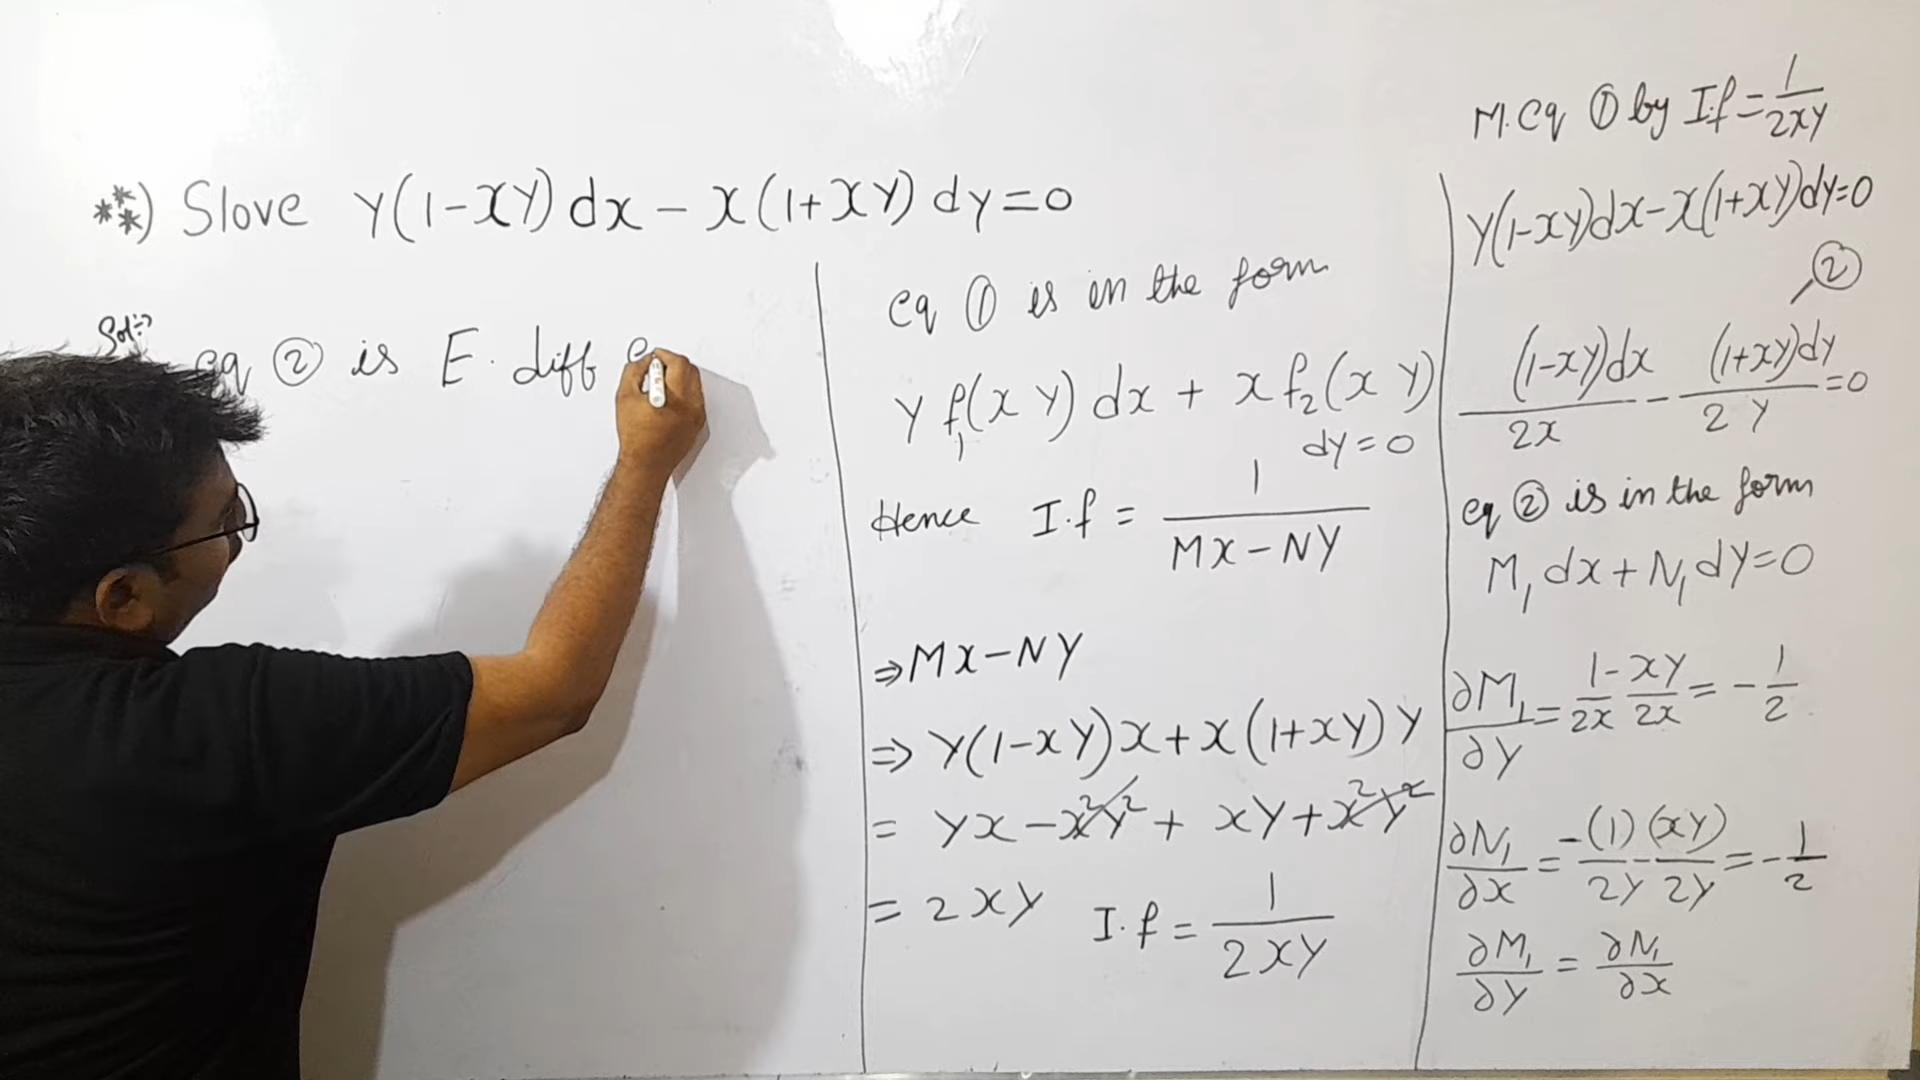 **) Slove y(1-xy)dx - x(1+xy)dy=0
Sol:->
eq ② is E. diff e
eq ① is in the form
y f₁(xy)dx + x f₂(xy)
dy=0
Hence I.f = 1/(Mx-Ny)
⇒ Mx-Ny
⇒ y(1-xy)x+x(1+xy)y
= yx-x²y²+xy+x²y²
= 2xy I.f = 1/(2xy)
M.eq ① by I.f = 1/(2xy)
y(1-xy)dx-x(1+xy)dy=0
②
(1-xy)dx/2x - (1+xy)dy/2y =0
eq ② is in the form
M₁dx+N₁dy=0
∂M₁/∂y = 1/2x - xy/2x = -1/2
∂N₁/∂x = -(1)/2y - (xy)/2y = -1/2
∂M₁/∂y = ∂N₁/∂x